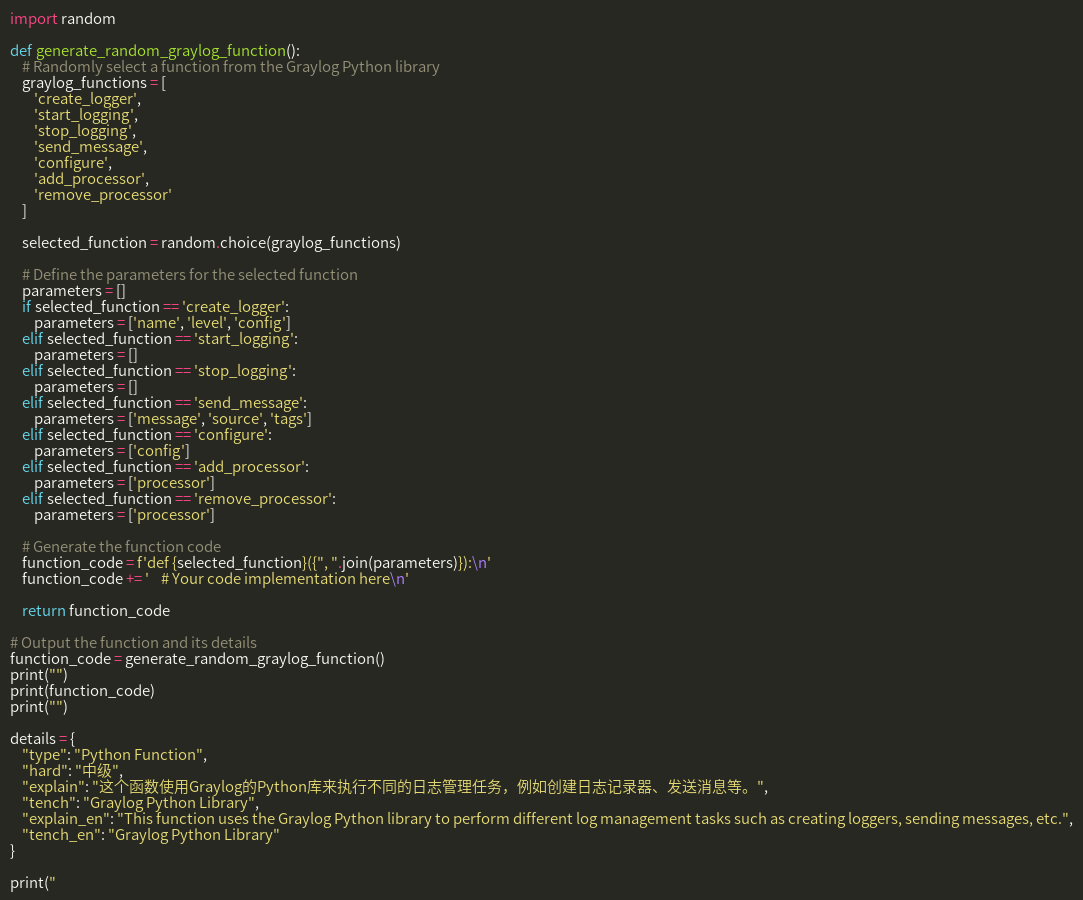 import random

def generate_random_graylog_function():
    # Randomly select a function from the Graylog Python library
    graylog_functions = [
        'create_logger',
        'start_logging',
        'stop_logging',
        'send_message',
        'configure',
        'add_processor',
        'remove_processor'
    ]

    selected_function = random.choice(graylog_functions)

    # Define the parameters for the selected function
    parameters = []
    if selected_function == 'create_logger':
        parameters = ['name', 'level', 'config']
    elif selected_function == 'start_logging':
        parameters = []
    elif selected_function == 'stop_logging':
        parameters = []
    elif selected_function == 'send_message':
        parameters = ['message', 'source', 'tags']
    elif selected_function == 'configure':
        parameters = ['config']
    elif selected_function == 'add_processor':
        parameters = ['processor']
    elif selected_function == 'remove_processor':
        parameters = ['processor']

    # Generate the function code
    function_code = f'def {selected_function}({", ".join(parameters)}):\n'
    function_code += '    # Your code implementation here\n'

    return function_code

# Output the function and its details
function_code = generate_random_graylog_function()
print("")
print(function_code)
print("")

details = {
    "type": "Python Function",
    "hard": "中级",
    "explain": "这个函数使用Graylog的Python库来执行不同的日志管理任务，例如创建日志记录器、发送消息等。",
    "tench": "Graylog Python Library",
    "explain_en": "This function uses the Graylog Python library to perform different log management tasks such as creating loggers, sending messages, etc.",
    "tench_en": "Graylog Python Library"
}

print("